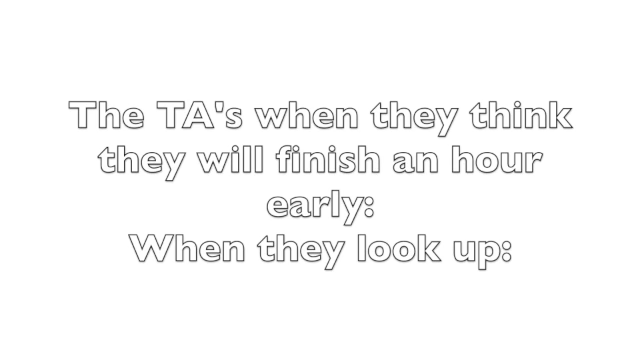 The TA's when they think
they will finish an hour
early:
When they look up: